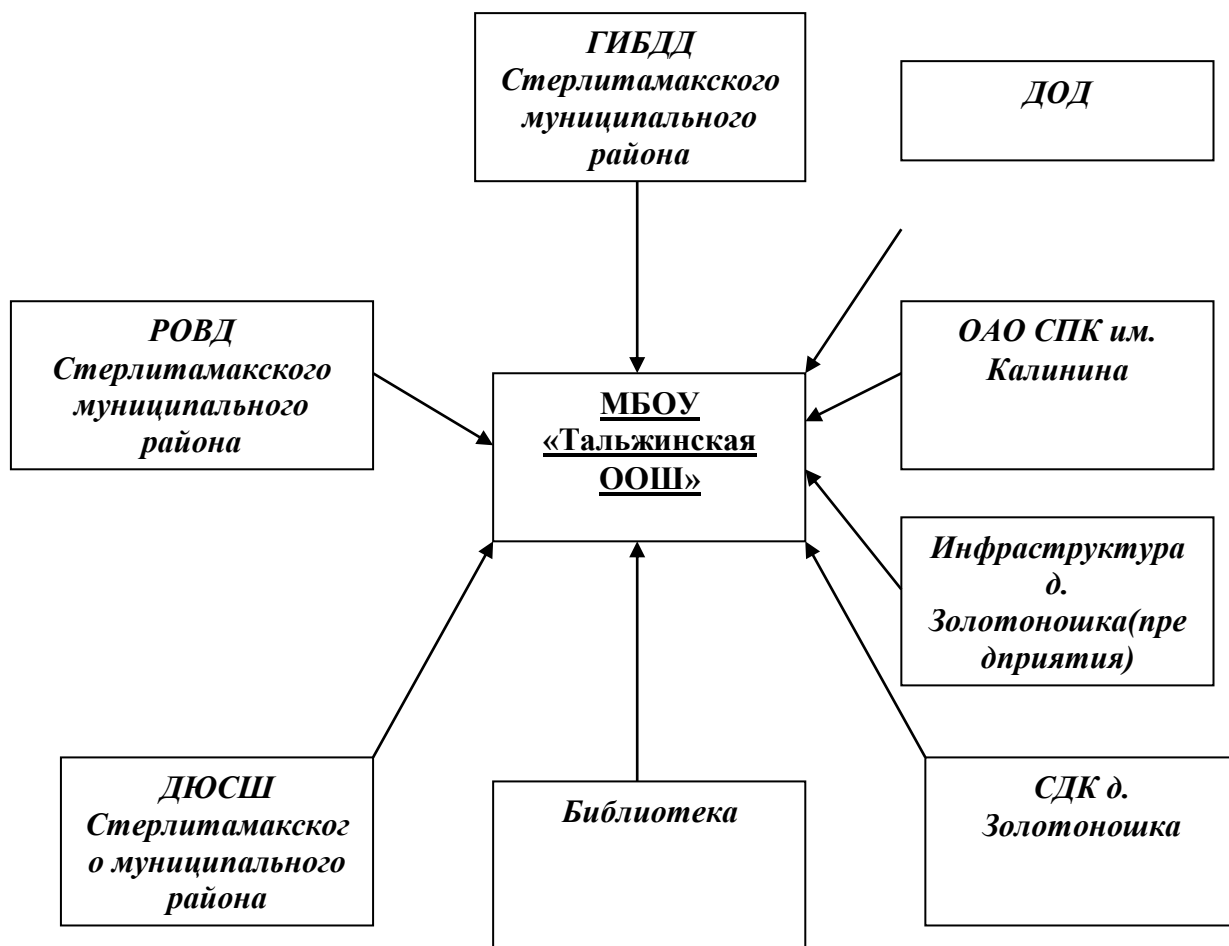 ГИБДД
Стерлитамакского
муниципального
района
ДОД
РОВД
Стерлитамакского
муниципального
района
МБОУ
«Тальжинская
ООШ»
ОАО СПК им.
Калинина
Инфраструктура
д.
Золотоношка(пре
дприятия)
ДЮСШ
Стерлитамакског
о муниципального
района
Библиотека
СДК д.
Золотоношка